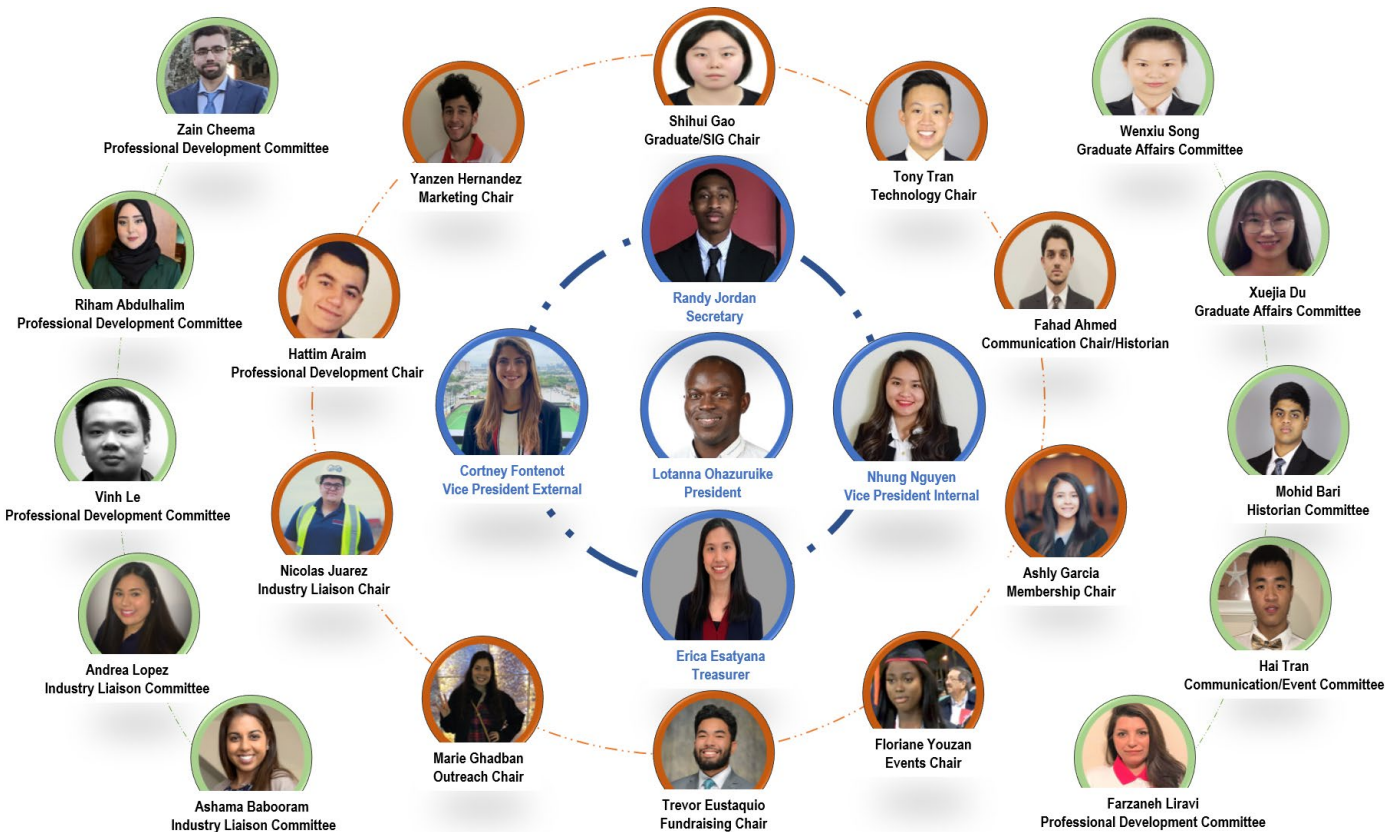 Zain Cheema
Professional Development Committee
Yanzen Hernandez
Marketing Chair
Shihui Gao
Graduate/SIG Chair
Tony Tran
Technology Chair
Wenxiu Song
Graduate Affairs Committee
Riham Abdulhalim
Professional Development Committee
Hattim Araim
Professional Development Chair
Randy Jordan
Secretary
Fahad Ahmed
Communication Chair/Historian
Xuejia Du
Graduate Affairs Committee
Vinh Le
Professional Development Committee
Cortney Fontenot
Vice President External
Lotanna Ohazuruike
President
Nhung Nguyen
Vice President Internal
Mohid Bari
Historian Committee
Nicolas Juarez
Industry Liaison Chair
Ashly Garcia
Membership Chair
Andrea Lopez
Industry Liaison Committee
Erica Esatyana
Treasurer
Hai Tran
Communication/Event Committee
Marie Ghadban
Outreach Chair
Floriane Youzan
Events Chair
Ashama Babooram
Industry Liaison Committee
Trevor Eustaquio
Fundraising Chair
Farzaneh Liravi
Professional Development Committee